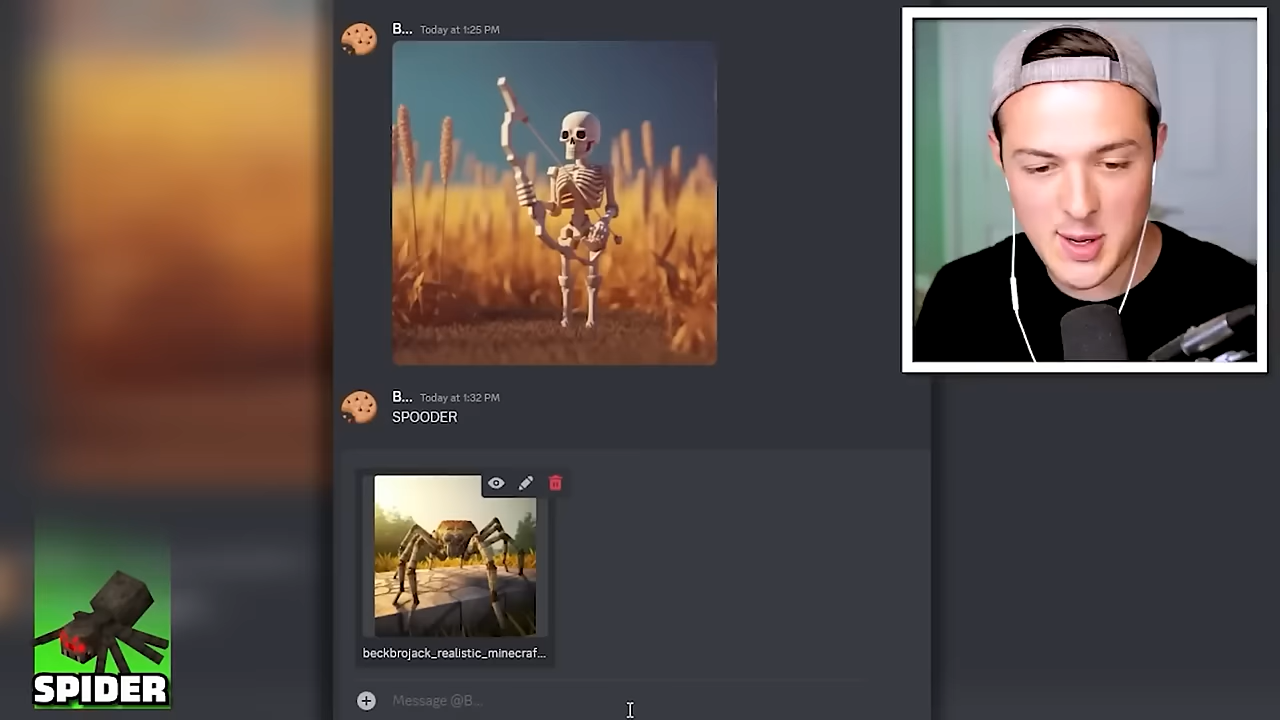 B... Today at 1:25 PM
B... Today at 1:32 PM
SPOODER
beckbrojack_realistic_minecraf...
Message @B...
SPIDER